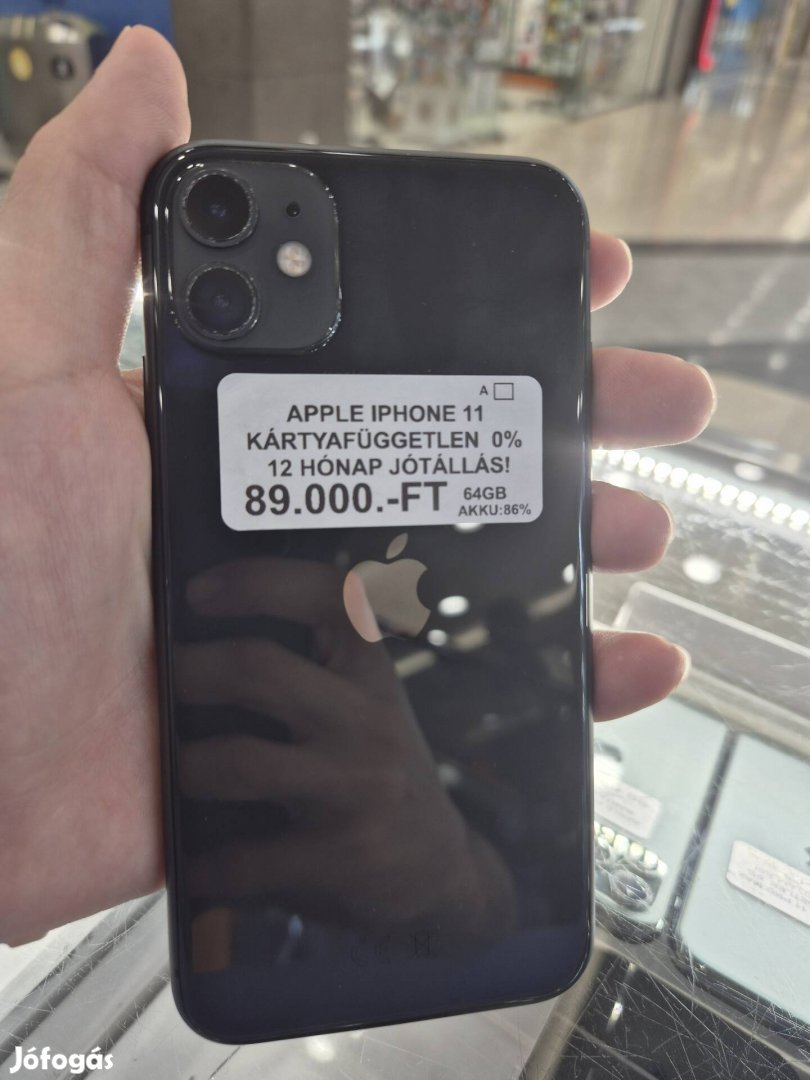 A
APPLE IPHONE 11
KÁRTYAFÜGGETLEN 0%
12 HÓNAP JÓTÁLLÁS!
89.000.-FT 64GB
AKKU:86%
Jófogás